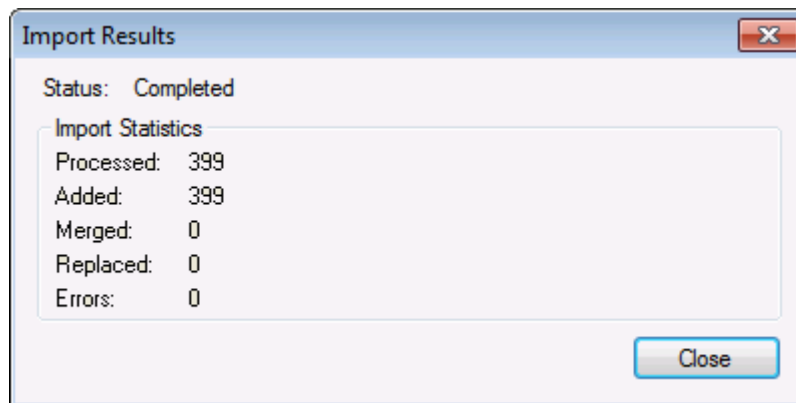 Import Results
Status: Completed
Import Statistics
Processed: 399
Added: 399
Merged: 0
Replaced: 0
Errors: 0
Close